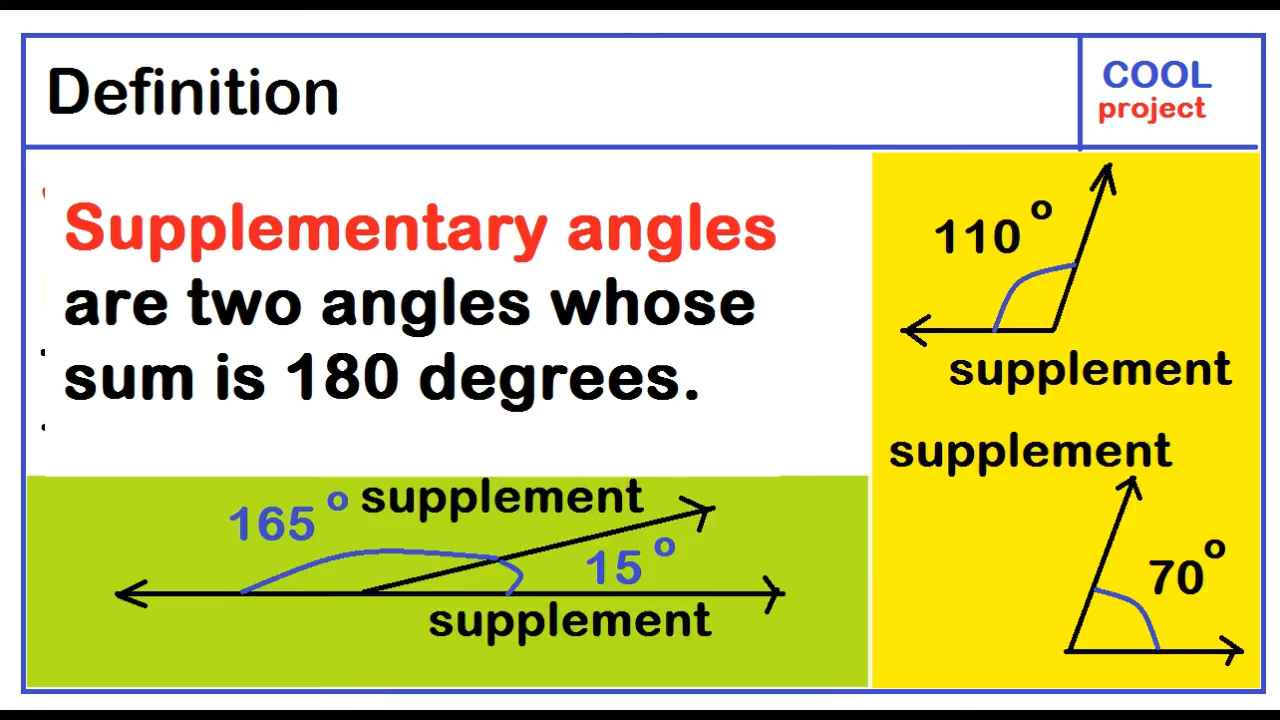 Definition
COOL
project
Supplementary angles
are two angles whose
sum is 180 degrees.
110°
supplement
supplement
70°
165°
supplement
15°
supplement